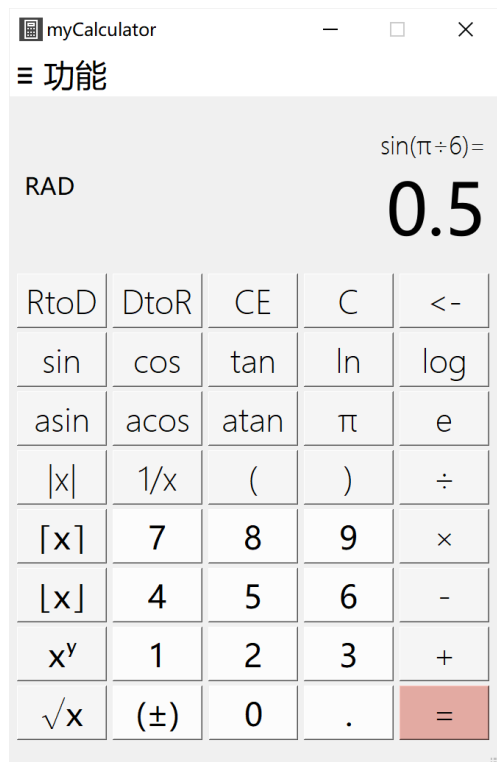 myCalculator
≡ 功能
sin(π÷6)=
RAD
0.5
RtoD DtoR CE C <-
sin cos tan ln log
asin acos atan π e
|x| 1/x ( ) ÷
⌈x⌉ 7 8 9 ×
⌊x⌋ 4 5 6 -
xʸ 1 2 3 +
√x (±) 0 . =